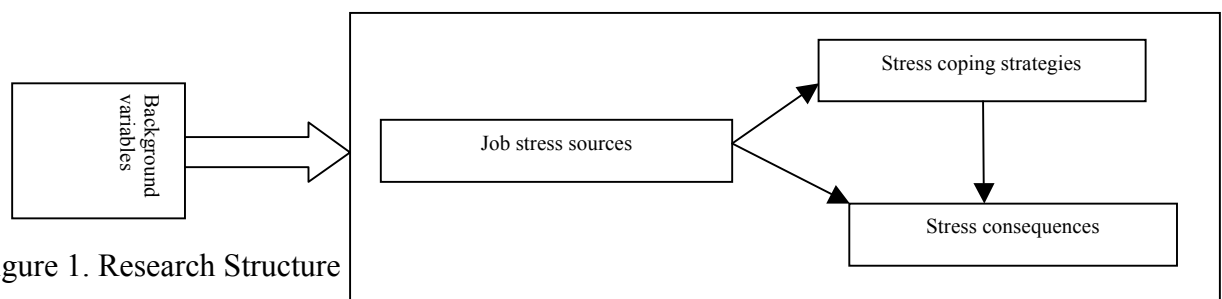 Background
variables
Job stress sources
Stress coping strategies
Stress consequences
gure 1. Research Structure